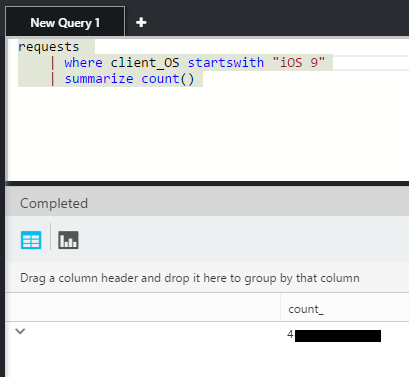 New Query 1
requests
| where client_OS startswith "iOS 9"
| summarize count()
Completed
Drag a column header and drop it here to group by that column
count_
4